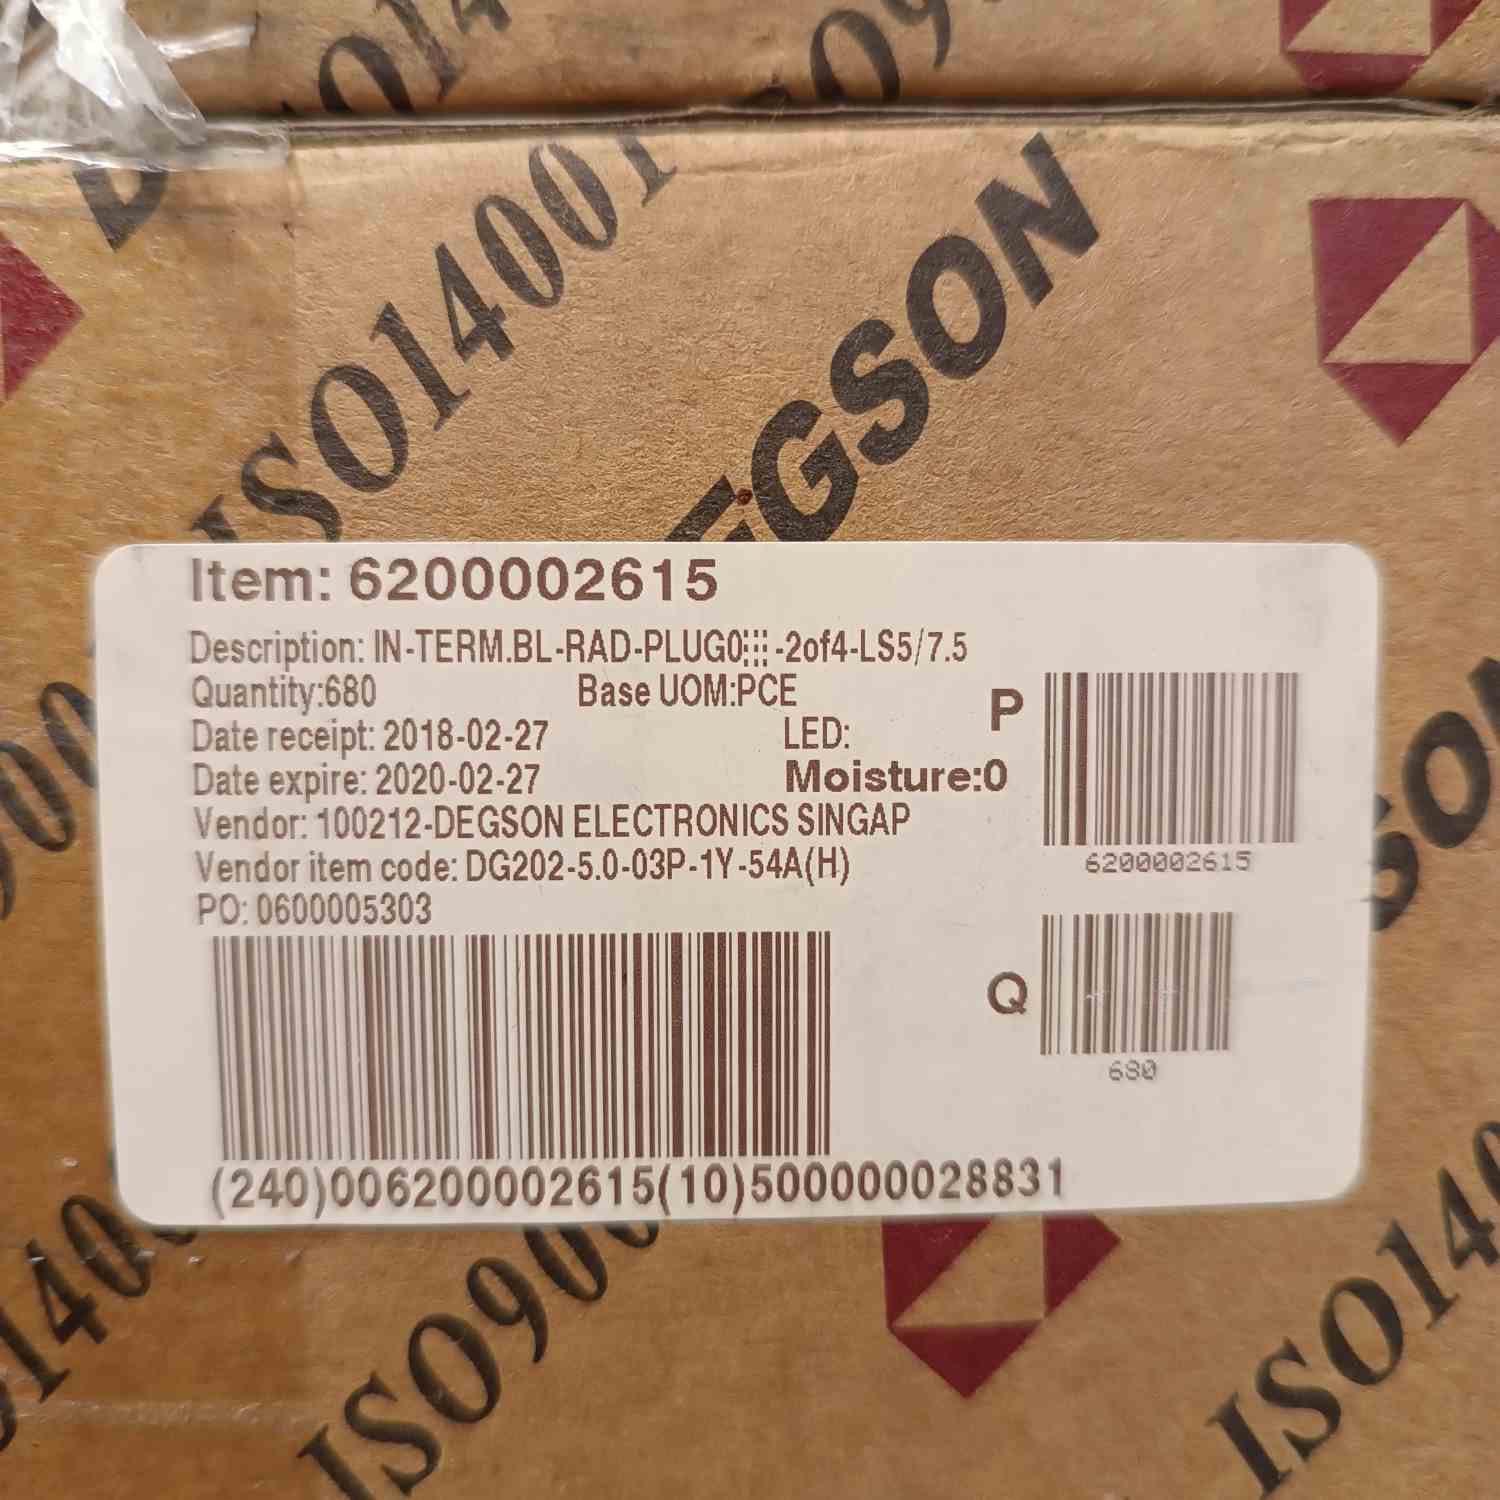 ISO14001
DEGSON
Item: 6200002615
Description: IN-TERM.BL-RAD-PLUG0:::-2of4-LS5/7.5
Quantity:680 Base UOM:PCE
Date receipt: 2018-02-27 LED:
Date expire: 2020-02-27 Moisture:0
Vendor: 100212-DEGSON ELECTRONICS SINGAP
Vendor item code: DG202-5.0-03P-1Y-54A(H)
PO: 0600005303
P
6200002615
Q
680
(240)006200002615(10)500000028831
ISO900
ISO140